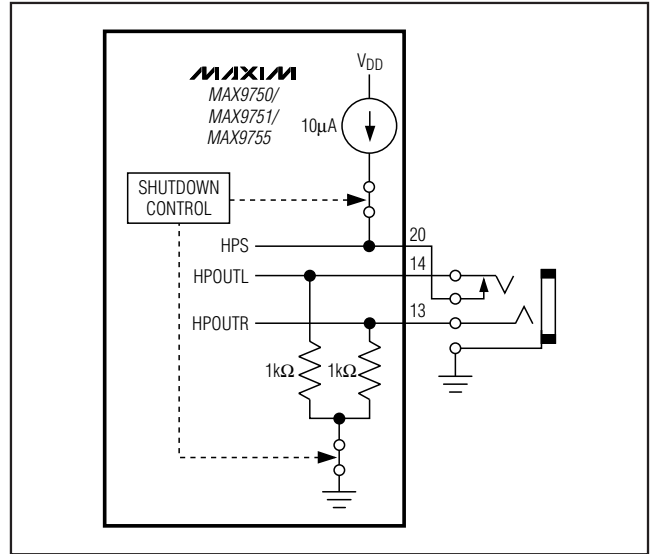 VDD
MAXIM
MAX9750/
MAX9751/
MAX9755
10μA
SHUTDOWN
CONTROL
HPS
20
HPOUTL
14
HPOUTR
13
1kΩ
1kΩ